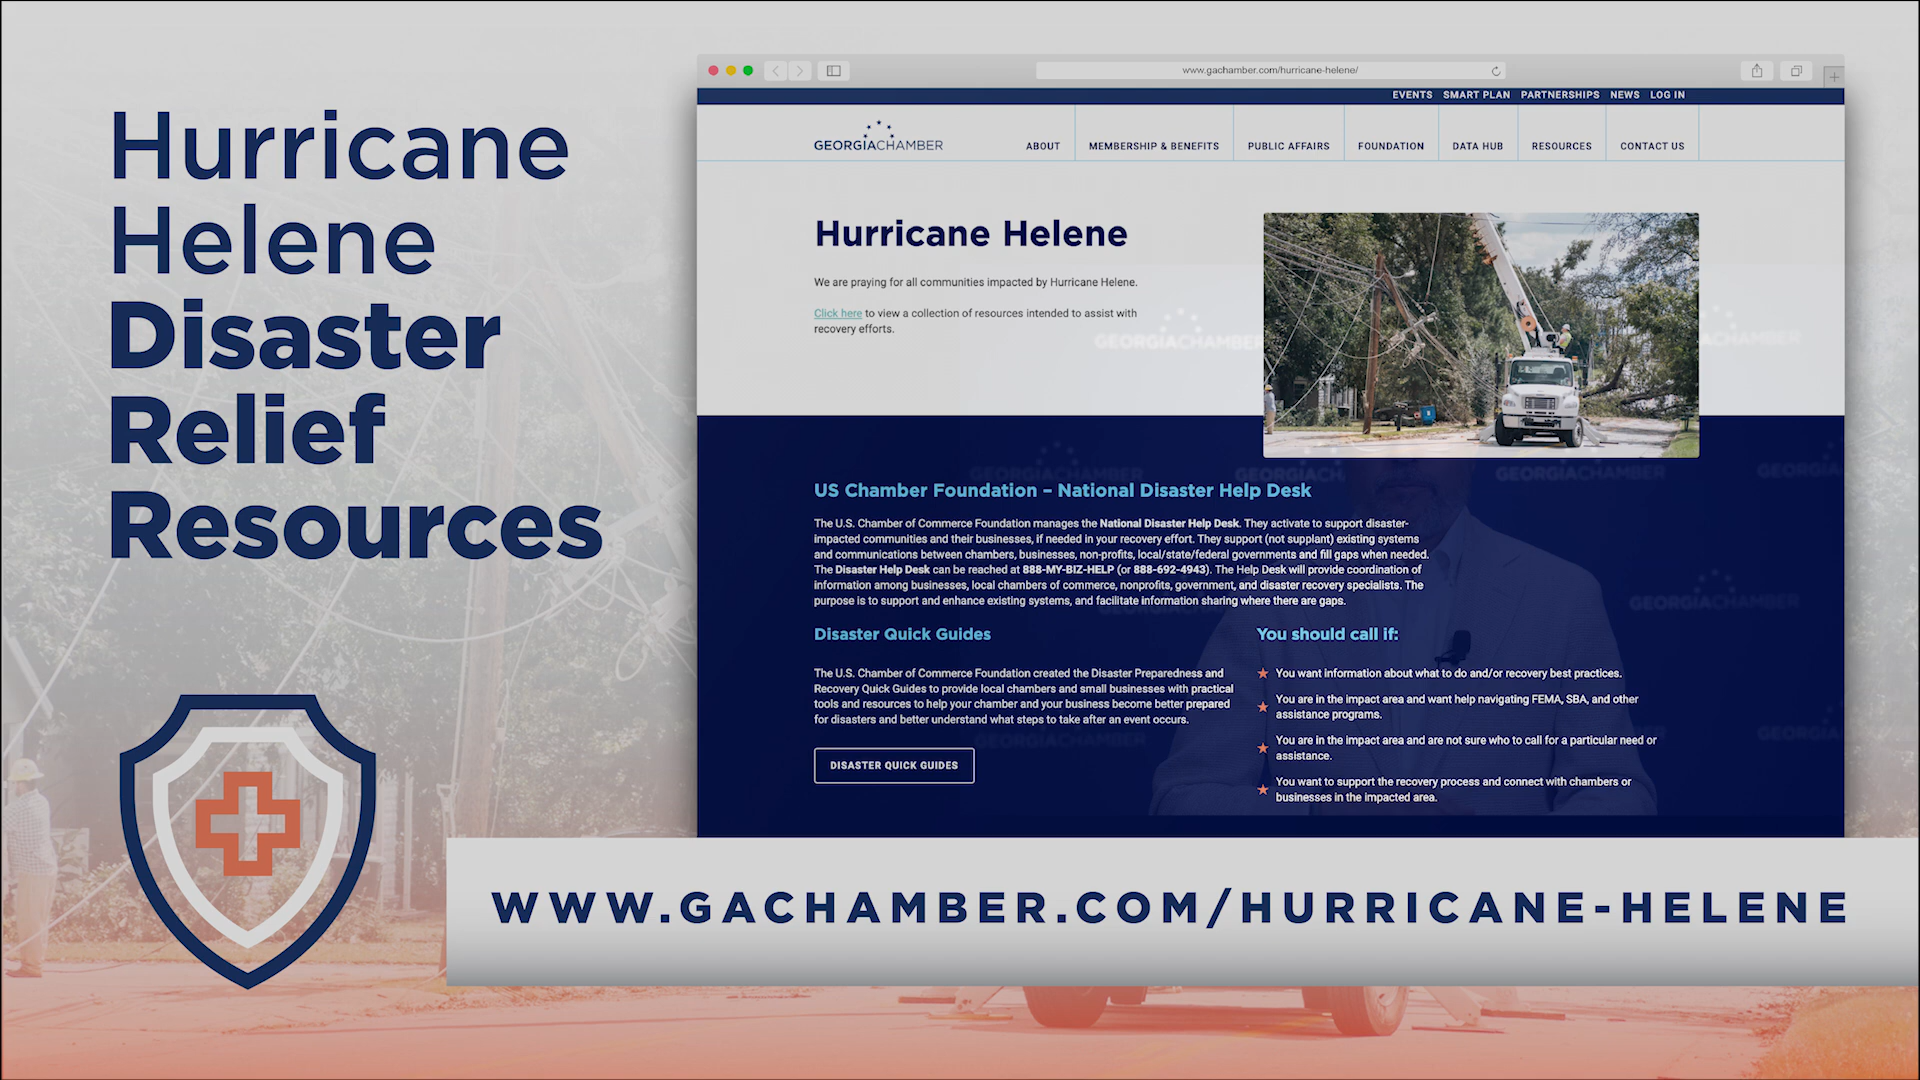 Hurricane
Helene
Disaster
Relief
Resources
www.gachamber.com/hurricane-helene/
EVENTS SMART PLAN PARTNERSHIPS NEWS LOG IN
GEORGIACHAMBER
ABOUT MEMBERSHIP & BENEFITS PUBLIC AFFAIRS FOUNDATION DATA HUB RESOURCES CONTACT US
Hurricane Helene
We are praying for all communities impacted by Hurricane Helene.
Click here to view a collection of resources intended to assist with
recovery efforts.
GEORGIACHAMBER
GEORGIACHAMBER
GEORGIACHAMBER
US Chamber Foundation – National Disaster Help Desk
The U.S. Chamber of Commerce Foundation manages the National Disaster Help Desk. They activate to support disaster-
impacted communities and their businesses, if needed in your recovery effort. They support (not supplant) existing systems
and communications between chambers, businesses, non-profits, local/state/federal governments and fill gaps when needed.
The Disaster Help Desk can be reached at 888-MY-BIZ-HELP (or 888-692-4943). The Help Desk will provide coordination of
information among businesses, local chambers of commerce, nonprofits, government, and disaster recovery specialists. The
purpose is to support and enhance existing systems, and facilitate information sharing where there are gaps.
GEORGIACHAMBER
Disaster Quick Guides
The U.S. Chamber of Commerce Foundation created the Disaster Preparedness and
Recovery Quick Guides to provide local chambers and small businesses with practical
tools and resources to help your chamber and your business become better prepared
for disasters and better understand what steps to take after an event occurs.
GEORGIACHAMBER
DISASTER QUICK GUIDES
You should call if:
You want information about what to do and/or recovery best practices.
You are in the impact area and want help navigating FEMA, SBA, and other
assistance programs.
You are in the impact area and are not sure who to call for a particular need or
assistance.
You want to support the recovery process and connect with chambers or
businesses in the impacted area.
WWW.GACHAMBER.COM/HURRICANE-HELENE